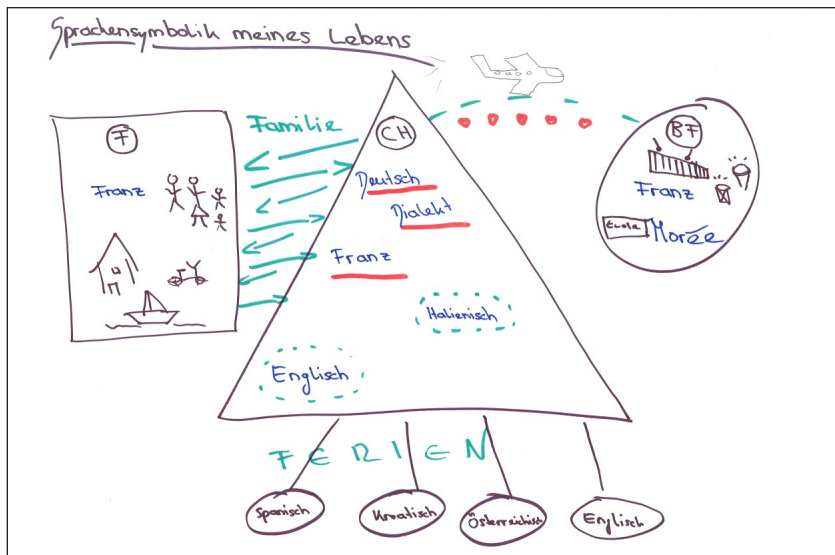 Sprachensymbolik meines Lebens
F
Franz
Familie
CH
Deutsch
Dialekt
Franz
Italienisch
Englisch
BF
Franz
École
Morée
FERIEN
Spanisch
Kroatisch
Österreichisch
Englisch